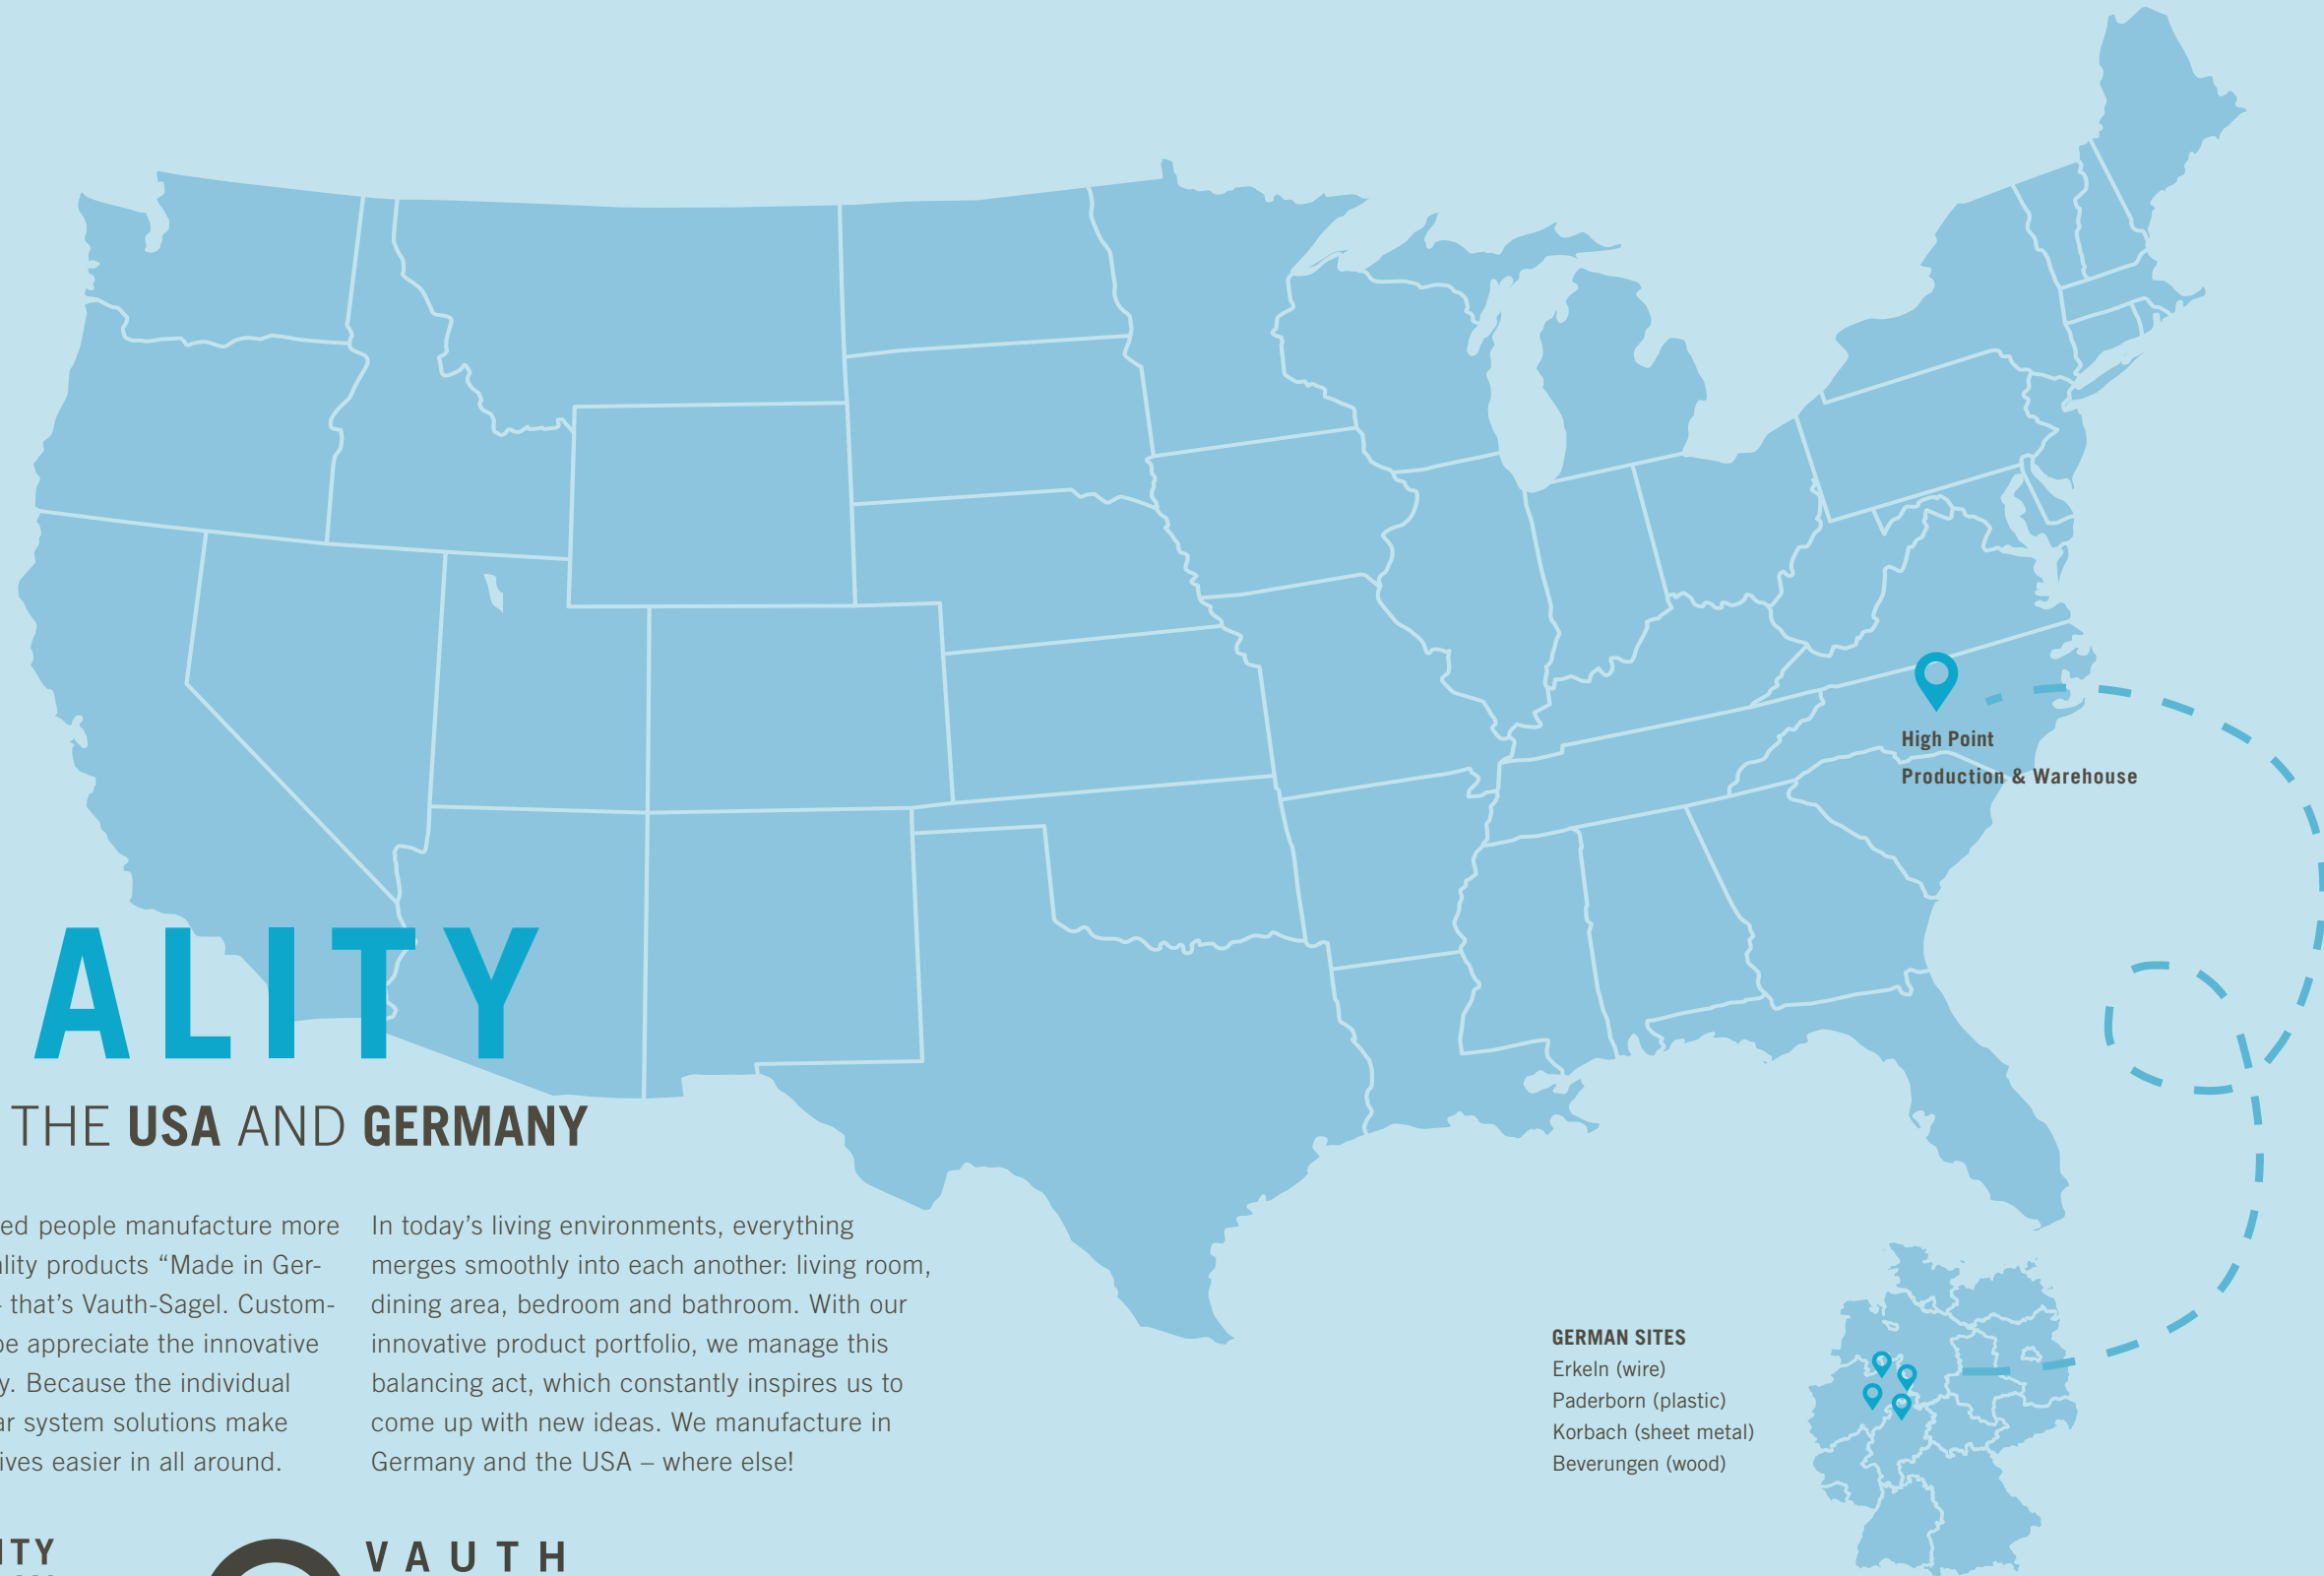 High Point
Production & Warehouse
ALITY
THE USA AND GERMANY
ed people manufacture more
lity products “Made in Ger-
that’s Vauth-Sagel. Custom-
appreciate the innovative
y. Because the individual
system solutions make
ives easier in all around.
In today’s living environments, everything
merges smoothly into each another: living room,
dining area, bedroom and bathroom. With our
innovative product portfolio, we manage this
balancing act, which constantly inspires us to
come up with new ideas. We manufacture in
Germany and the USA – where else!
GERMAN SITES
Erkeln (wire)
Paderborn (plastic)
Korbach (sheet metal)
Beverungen (wood)
ITY
VAUTH